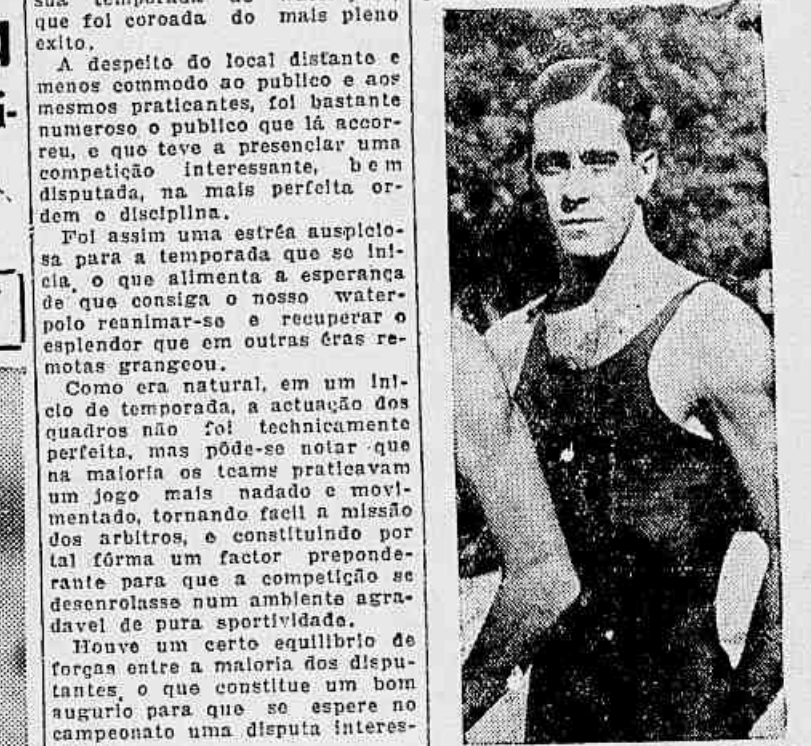 que foi coroada do mais pleno
exito.
A despeito do local distante e
menos commodo ao publico e aos
mesmos praticantes, foi bastante
numeroso o publico que lá accor-
reu, e que teve a presenciar uma
competição interessante, bem
disputada, na mais perfeita or-
dem e disciplina.
Foi assim uma estréa auspicio-
sa para a temporada que se ini-
cia, o que alimenta a esperança
de que consiga o nosso water-
polo reanimar-se e recuperar o
esplendor que em outras éras re-
motas grangeou.
Como era natural, em um ini-
cio de temporada, a actuação dos
quadros não foi technicamente
perfeita, mas pôde-se notar que
na maioria os teams praticavam
um jogo mais nadado e movi-
mentado, tornando facil a missão
dos arbitros, e constituindo por
tal fórma um factor preponde-
rante para que a competição se
desenrolasse num ambiente agra-
davel de pura sportividade.
Houve um certo equilibrio de
forças entre a maioria dos dispu-
tantes, o que constitue um bom
augurio para que se espere no
campeonato uma disputa interes-